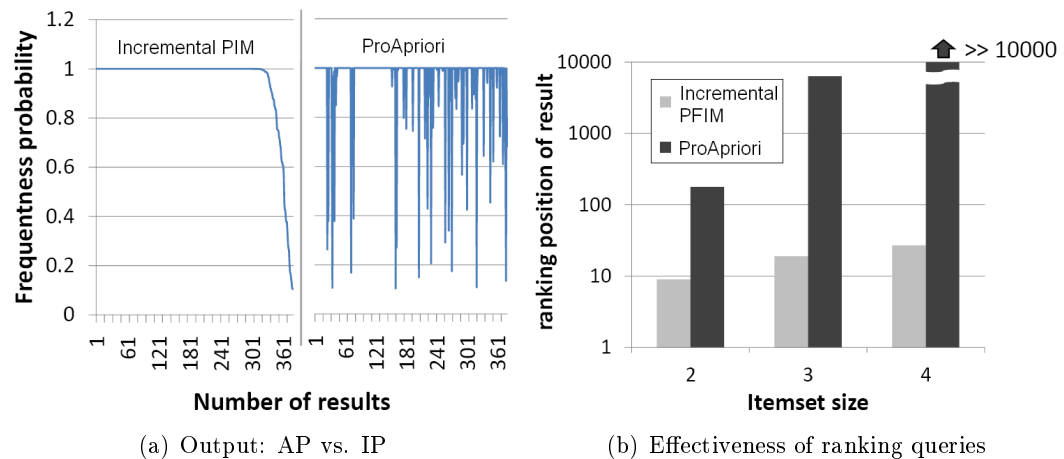 Frequentness probability
1.2
1
0.8
0.6
0.4
0.2
0
Incremental PIM
ProApriori
1
61
121
181
241
301
361
1
61
121
181
241
301
361
Number of results
(a) Output: AP vs. IP
ranking position of result
10000
1000
100
10
1
>> 10000
Incremental
PFIM
ProApriori
2
3
4
Itemset size
(b) Effectiveness of ranking queries